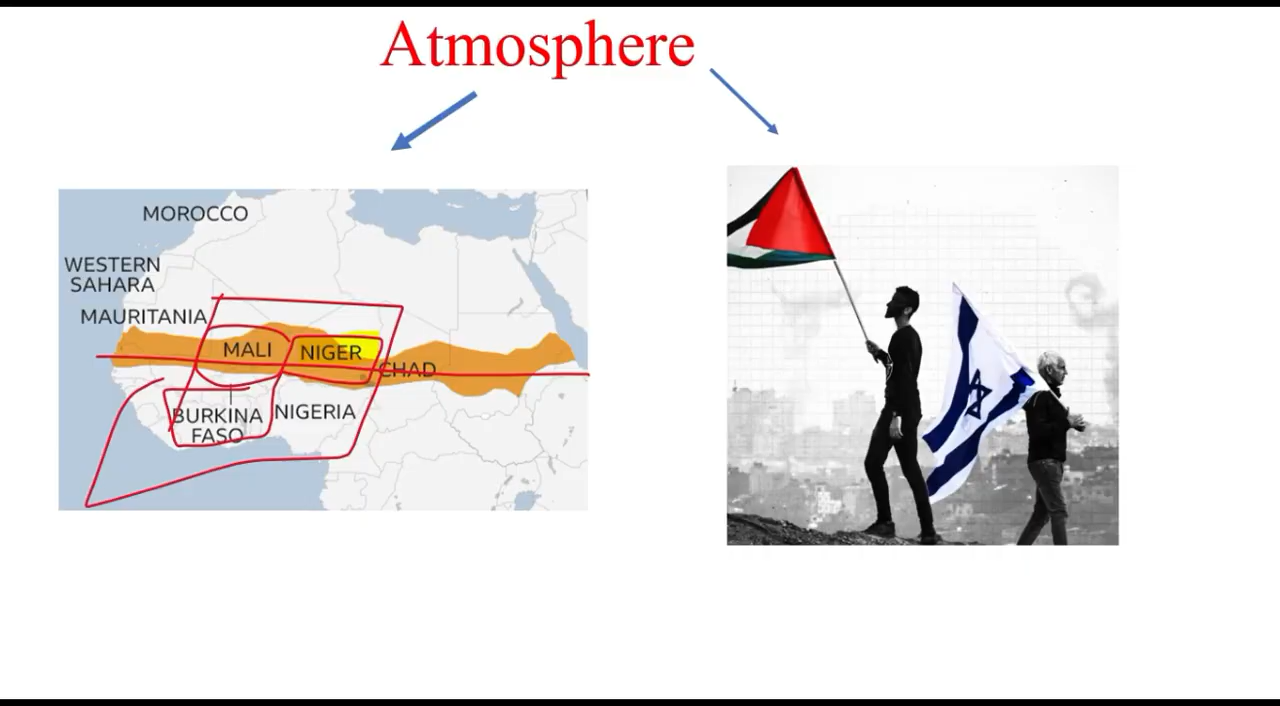 Atmosphere
MOROCCO
WESTERN
SAHARA
MAURITANIA
MALI
NIGER
CHAD
BURKINA
FASO
NIGERIA